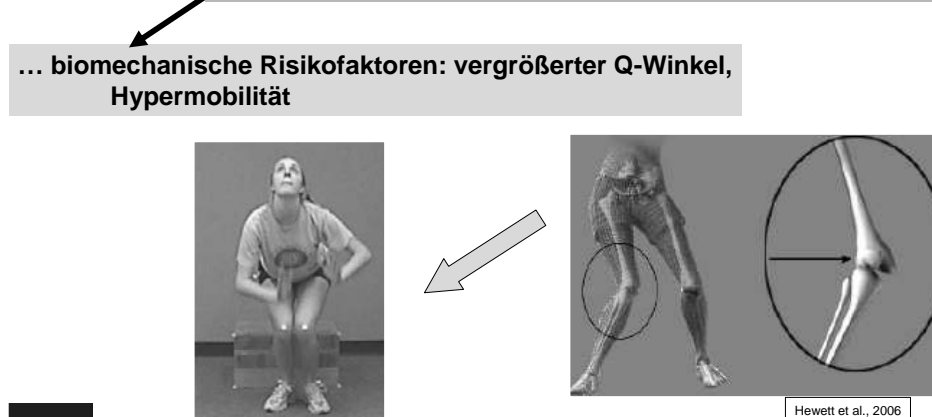 … biomechanische Risikofaktoren: vergrößerter Q-Winkel,
Hypermobilität
Hewett et al., 2006